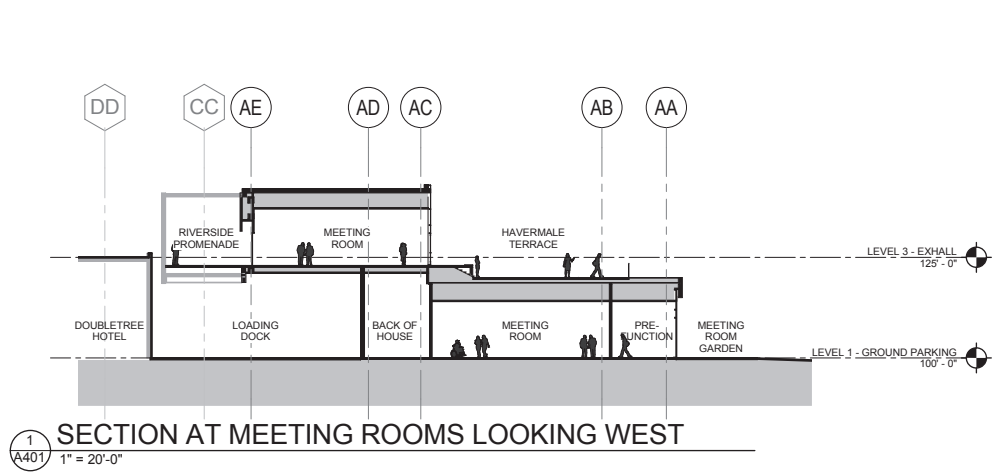 DD
CC
AE
AD
AC
AB
AA
RIVERSIDE
PROMENADE
MEETING
ROOM
HAVERMALE
TERRACE
LEVEL 3 - EXHALL
125' - 0"
DOUBLETREE
HOTEL
LOADING
DOCK
BACK OF
HOUSE
MEETING
ROOM
PRE-
FUNCTION
MEETING
ROOM
GARDEN
LEVEL 1 - GROUND PARKING
100' - 0"
1
A401
SECTION AT MEETING ROOMS LOOKING WEST
1" = 20'-0"